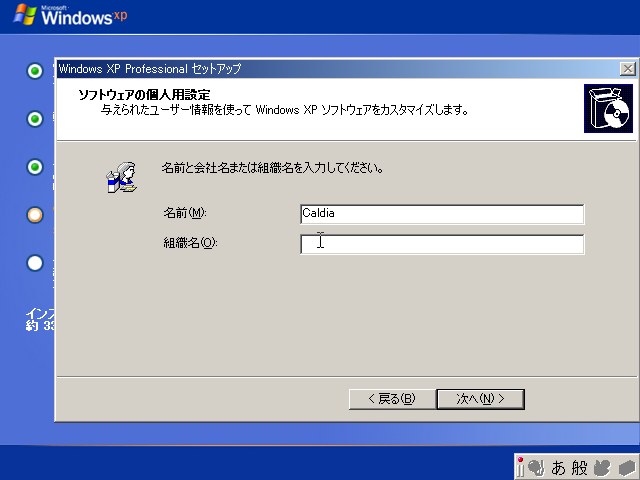 Microsoft
Windows xp
Windows XP Professional セットアップ
ソフトウェアの個人用設定
与えられたユーザー情報を使って Windows XP ソフトウェアをカスタマイズします。
名前と会社名または組織名を入力してください。
名前(M):
Caldia
組織名(O):
インス
約 33
< 戻る(B)
次へ(N) >
あ 般